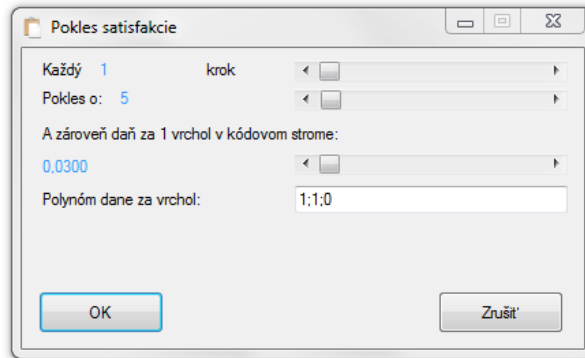 Pokles satisfakcie
Každý 1 krok
Pokles o: 5
A zároveň daň za 1 vrchol v kódovom strome:
0,0300
Polynóm dane za vrchol: 1;1;0
OK Zrušiť